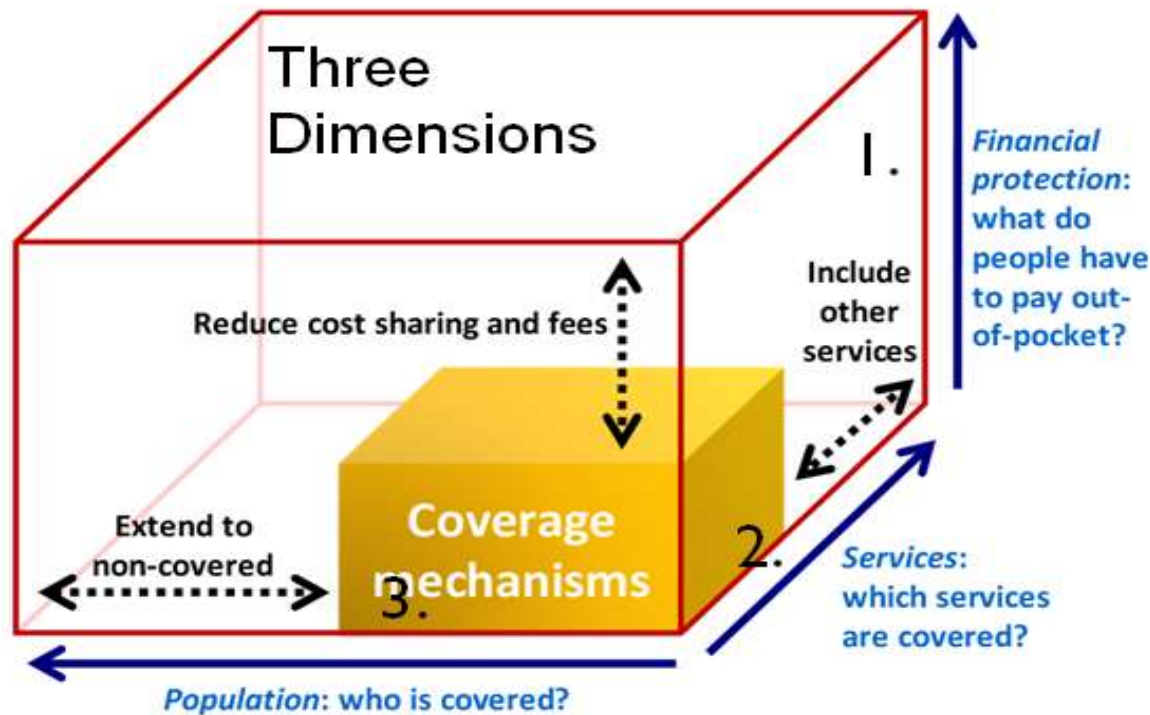 Three
Dimensions
1.
Financial
protection:
what do
people have
to pay out-
of-pocket?
Include
other
services
Reduce cost sharing and fees
Extend to
non-covered
Coverage
mechanisms
2.
3.
Services:
which services
are covered?
Population: who is covered?